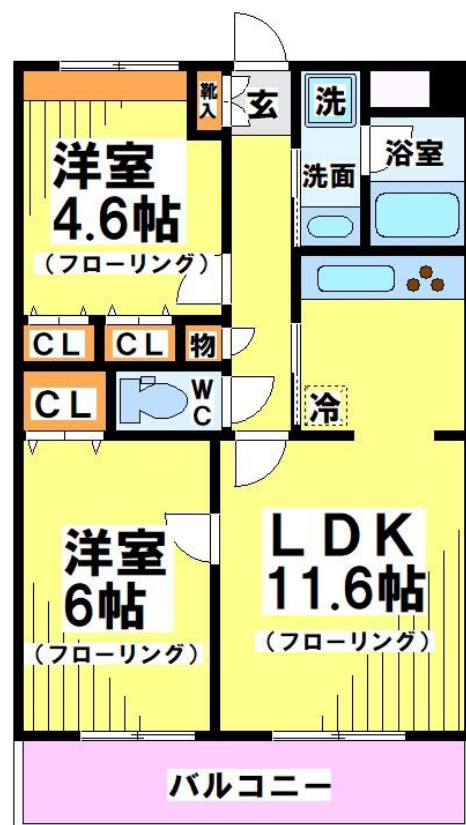 靴入
玄
洗
洗面
浴室
洋室
4.6帖
(フローリング)
CL
CL
物
CL
WC
冷
洋室
6帖
(フローリング)
LDK
11.6帖
(フローリング)
バルコニー